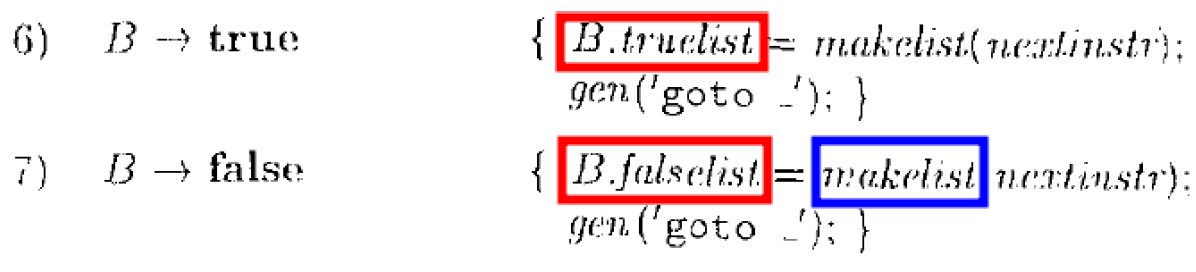 6) B → true { B.truelist = makelist(nextinstr);
gen('goto _'); }
7) B → false { B.falselist = makelist nextinstr);
gen('goto _'); }